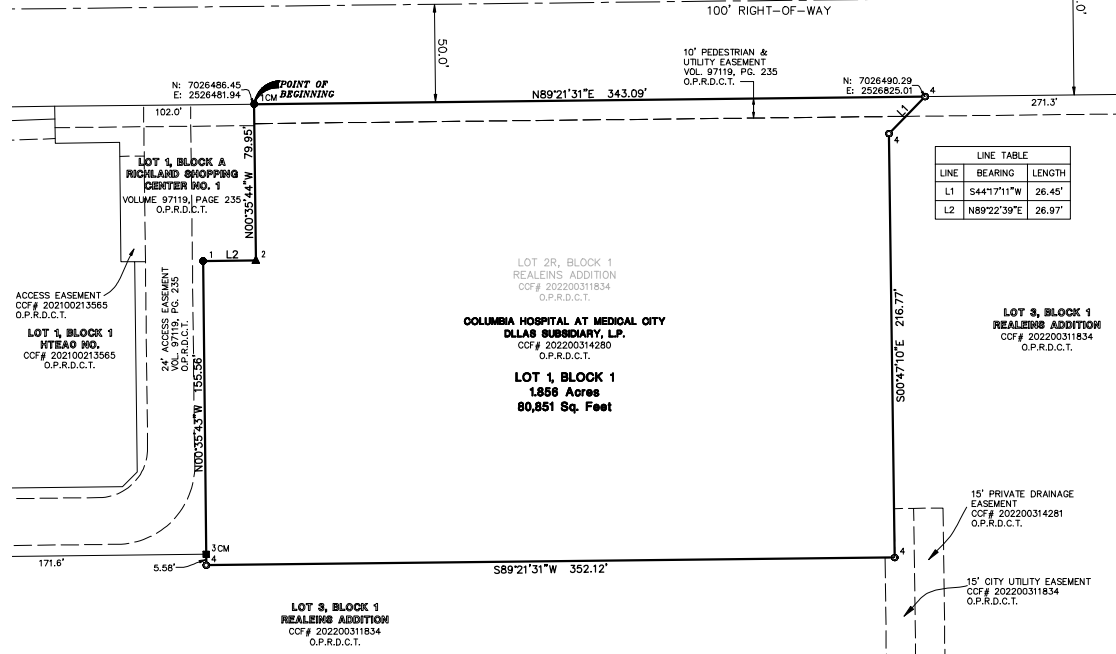 100' RIGHT-OF-WAY
50.0'
.0'
10' PEDESTRIAN &
UTILITY EASEMENT
VOL. 97119, PG. 235
O.P.R.D.C.T.
N: 7026486.45
E: 2526481.94
1CM
POINT OF
BEGINNING
N89°21'31"E 343.09'
N: 7026490.29
E: 2526825.01
4
271.3'
102.0'
L1
4
LINE TABLE
LINE BEARING LENGTH
L1 S44°17'11"W 26.45'
L2 N89°22'39"E 26.97'
N00°35'44"W 79.95'
LOT 1, BLOCK A
RICHLAND SHOPPING
CENTER NO. 1
VOLUME 97119, PAGE 235
O.P.R.D.C.T.
1
L2
2
24' ACCESS EASEMENT
VOL. 97119, PG. 235
O.P.R.D.C.T.
ACCESS EASEMENT
CCF# 202100213565
O.P.R.D.C.T.
LOT 1, BLOCK 1
HTEAO NO.
CCF# 202100213565
O.P.R.D.C.T.
N00°35'43"W 155.56'
LOT 2R, BLOCK 1
REALEINS ADDITION
CCF# 202200311834
O.P.R.D.C.T.
COLUMBIA HOSPITAL AT MEDICAL CITY
DLLAS SUBSIDIARY, L.P.
CCF# 202200314280
O.P.R.D.C.T.
LOT 1, BLOCK 1
1.856 Acres
80,851 Sq. Feet
S00°47'10"E 216.77'
LOT 3, BLOCK 1
REALEINS ADDITION
CCF# 202200311834
O.P.R.D.C.T.
15' PRIVATE DRAINAGE
EASEMENT
CCF# 202200314281
O.P.R.D.C.T.
15' CITY UTILITY EASEMENT
CCF# 202200311834
O.P.R.D.C.T.
3CM
4
171.6'
5.58'
S89°21'31"W 352.12'
4
LOT 3, BLOCK 1
REALEINS ADDITION
CCF# 202200311834
O.P.R.D.C.T.